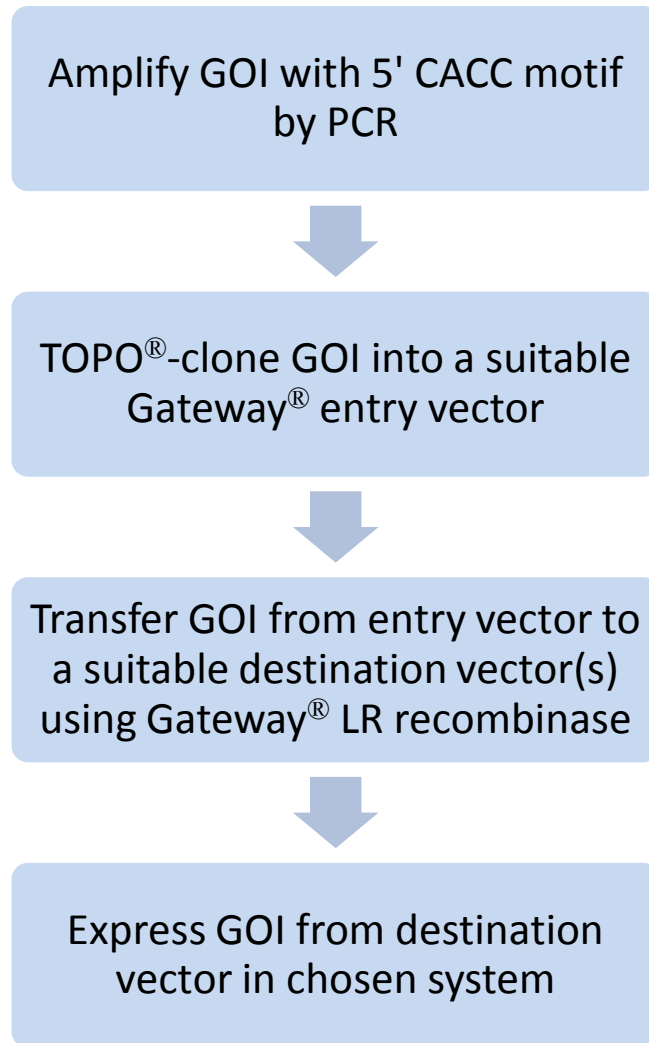 Amplify GOI with 5' CACC motif
by PCR
TOPO®-clone GOI into a suitable
Gateway® entry vector
Transfer GOI from entry vector to
a suitable destination vector(s)
using Gateway® LR recombinase
Express GOI from destination
vector in chosen system